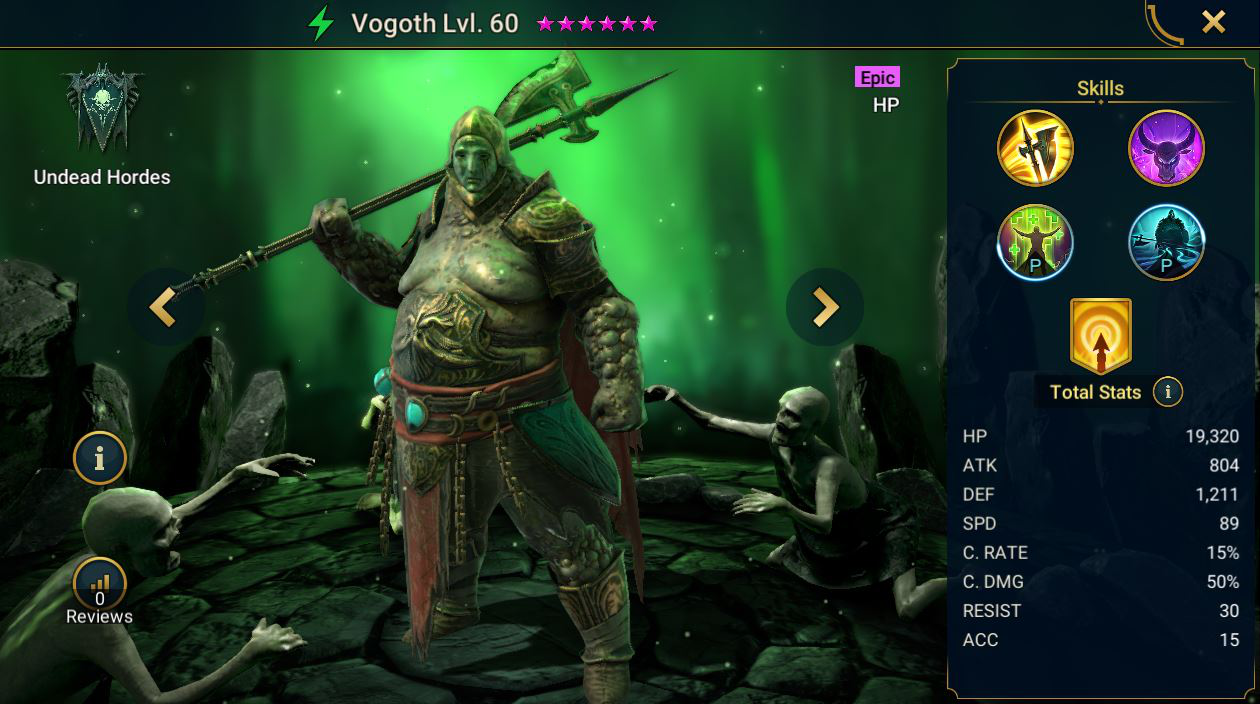 Vogoth Lvl. 60
Undead Hordes
Epic
HP
Skills
P
P
Total Stats
HP 19,320
ATK 804
DEF 1,211
SPD 89
C. RATE 15%
C. DMG 50%
RESIST 30
ACC 15
0
Reviews